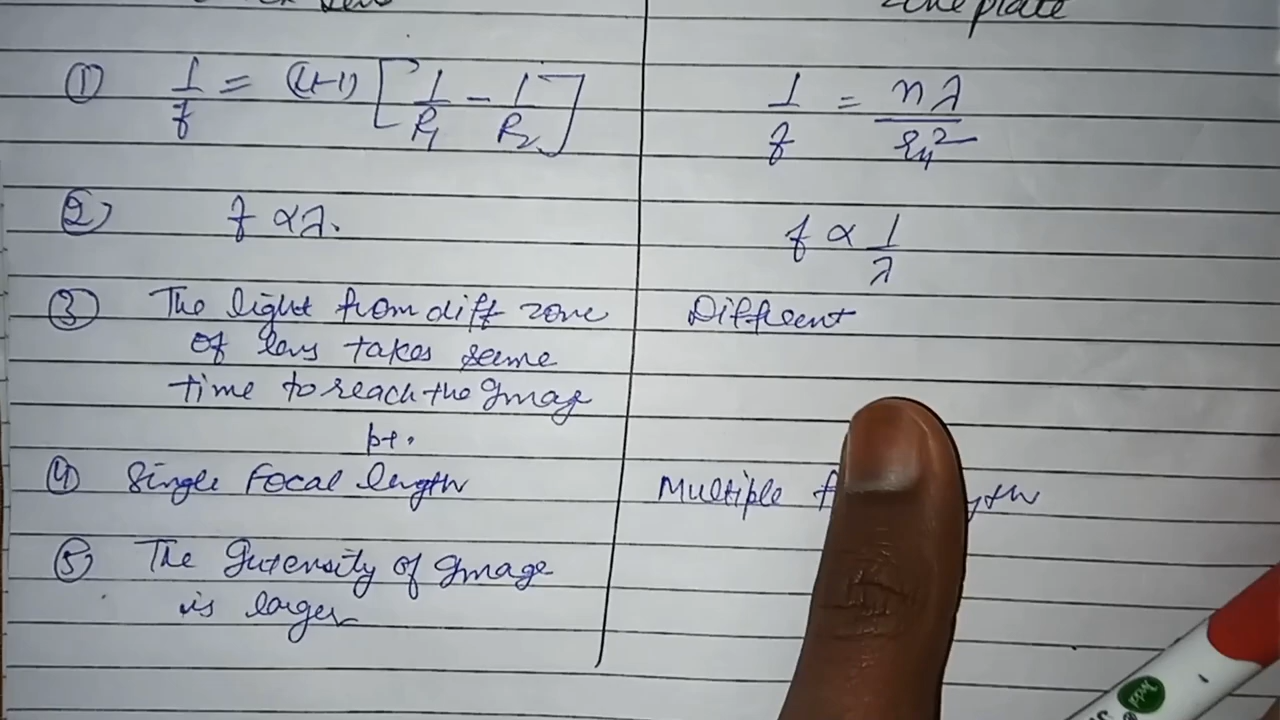 zone plate
① 1/f = (μ-1) [1/R₁ - 1/R₂]
1/f = nλ/r_n²
② f ∝ λ.
f ∝ 1/λ
③ The light from diff zone
of lens takes same
time to reach the Image
pt.
Different
④ Single Focal length
Multiple
⑤ The Intensity of Image
is larger